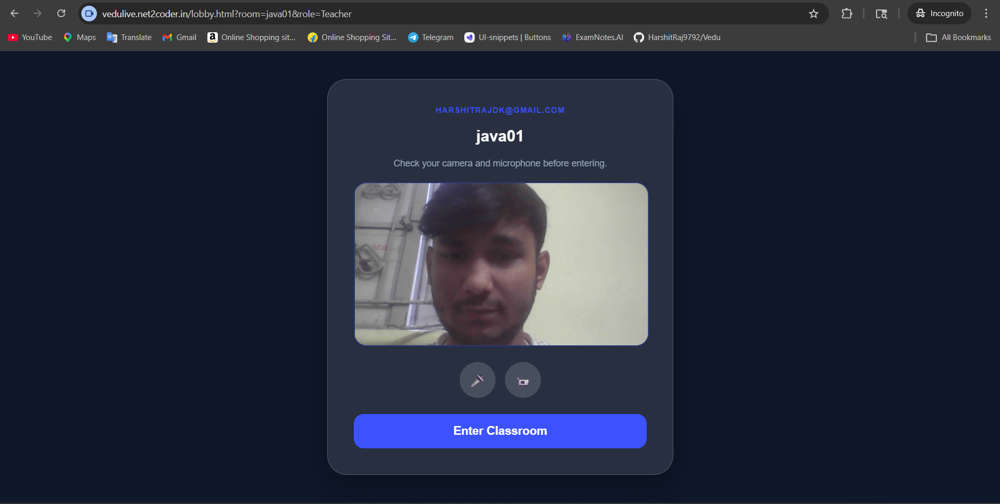 vedulive.net2coder.in/lobby.html?room=java01&role=Teacher
Incognito
YouTube
Maps
Translate
Gmail
Online Shopping sit...
Online Shopping Sit...
Telegram
UI-snippets | Buttons
ExamNotes.AI
HarshitRaj9792/Vedu
All Bookmarks
HARSHITRAJDK@GMAIL.COM
java01
Check your camera and microphone before entering.
Enter Classroom